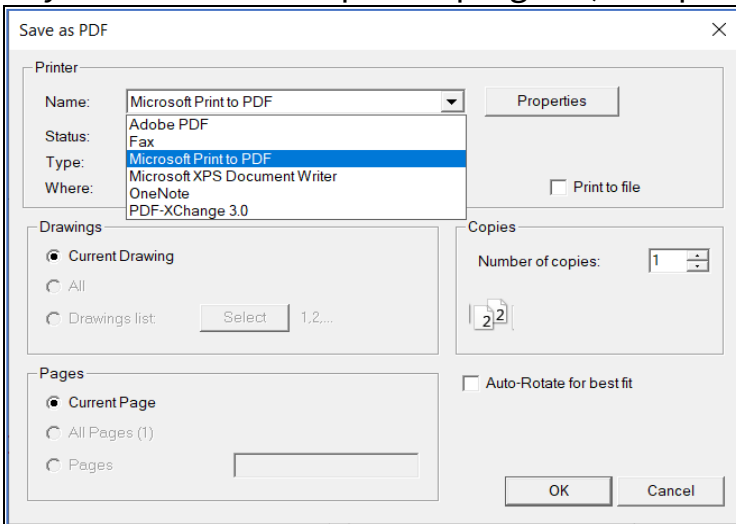 Save as PDF
Printer
Name: Microsoft Print to PDF Properties
Adobe PDF
Status: Fax
Type: Microsoft Print to PDF
Microsoft XPS Document Writer
Where: OneNote Print to file
PDF-XChange 3.0
Drawings
Current Drawing
All
Drawings list: Select 1,2,...
Copies
Number of copies: 1
2 2
Pages
Current Page
All Pages (1)
Pages
Auto-Rotate for best fit
OK Cancel